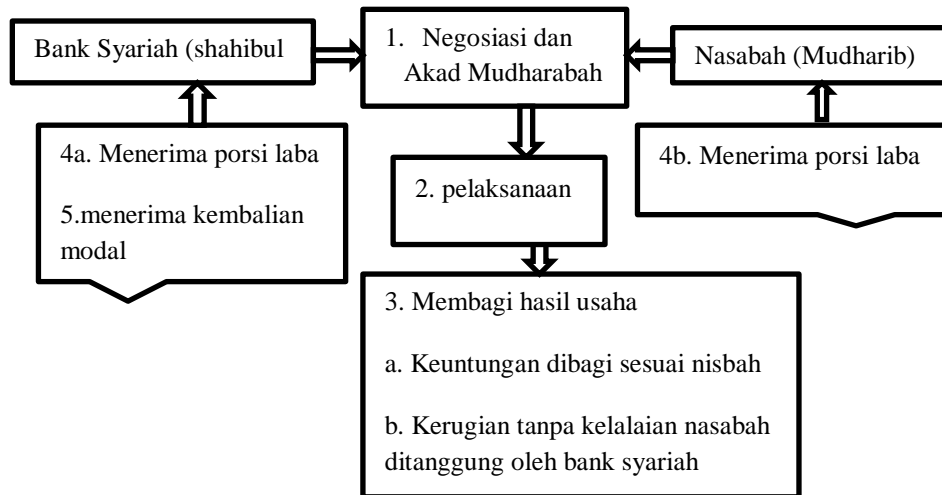 Bank Syariah (shahibul
1. Negosiasi dan
Akad Mudharabah
Nasabah (Mudharib)
4a. Menerima porsi laba
5.menerima kembalian
modal
2. pelaksanaan
4b. Menerima porsi laba
3. Membagi hasil usaha
a. Keuntungan dibagi sesuai nisbah
b. Kerugian tanpa kelalaian nasabah
ditanggung oleh bank syariah